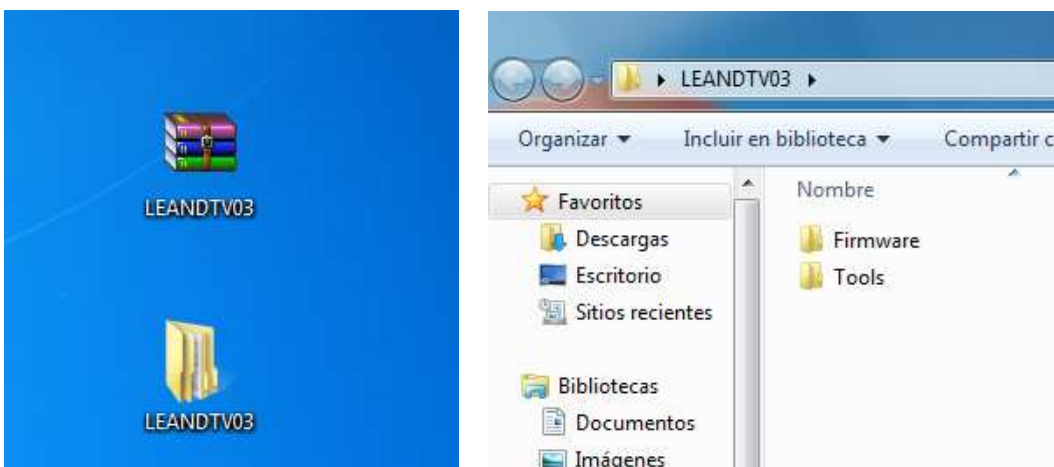 LEANDTV03
LEANDTV03
LEANDTV03
Organizar Incluir en biblioteca Compartir c
Favoritos
Descargas
Escritorio
Sitios recientes
Bibliotecas
Documentos
Imágenes
Nombre
Firmware
Tools